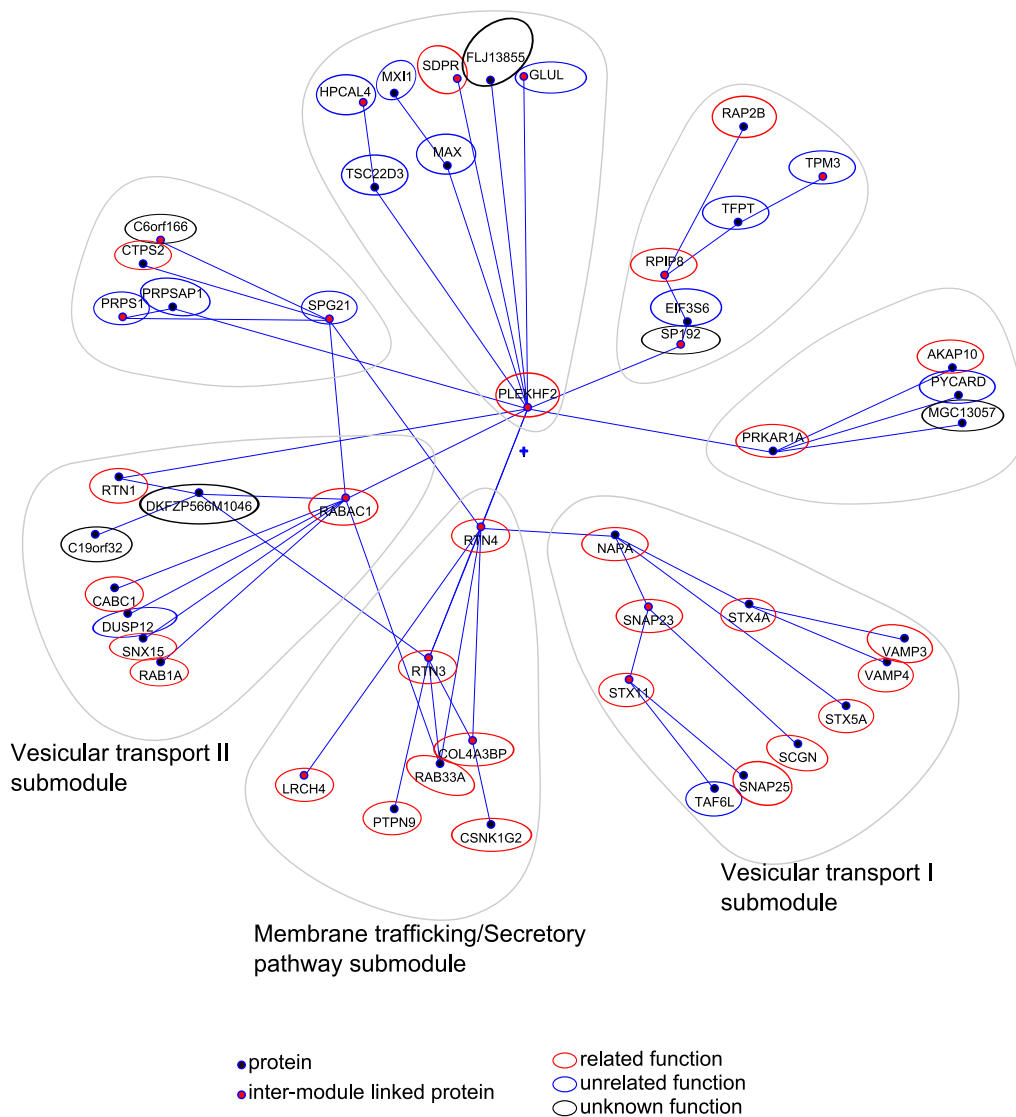 FLJ13855
SDPR
MXI1
GLUL
HPCAL4
RAP2B
MAX
TSC22D3
TPM3
TFPT
C6orf166
CTPS2
RPIP8
PRPSAP1
PRPS1
SPG21
EIF3S6
SP192
AKAP10
PYCARD
PLEKHF2
MGC13057
PRKAR1A
RTN1
DKFZP566M1046
RABAC1
RTN4
NAPA
C19orf32
CABC1
SNAP23
STX4A
DUSP12
SNX15
VAMP3
RAB1A
RTN3
VAMP4
STX11
STX5A
Vesicular transport II
submodule
COL4A3BP
SCGN
RAB33A
LRCH4
SNAP25
TAF6L
PTPN9
CSNK1G2
Vesicular transport I
submodule
Membrane trafficking/Secretory
pathway submodule
protein
related function
inter-module linked protein
unrelated function
unknown function